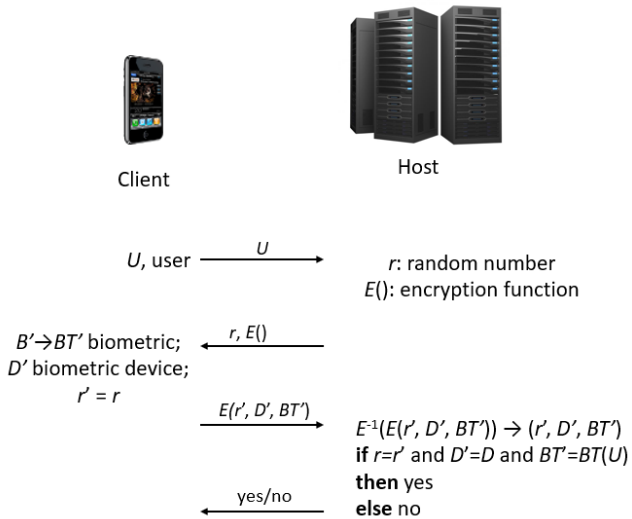 Client
Host
U, user
U
r: random number
E(): encryption function
B'→BT' biometric;
D' biometric device;
r' = r
r, E()
E(r', D', BT')
E⁻¹(E(r', D', BT')) → (r', D', BT')
if r=r' and D'=D and BT'=BT(U)
then yes
else no
yes/no